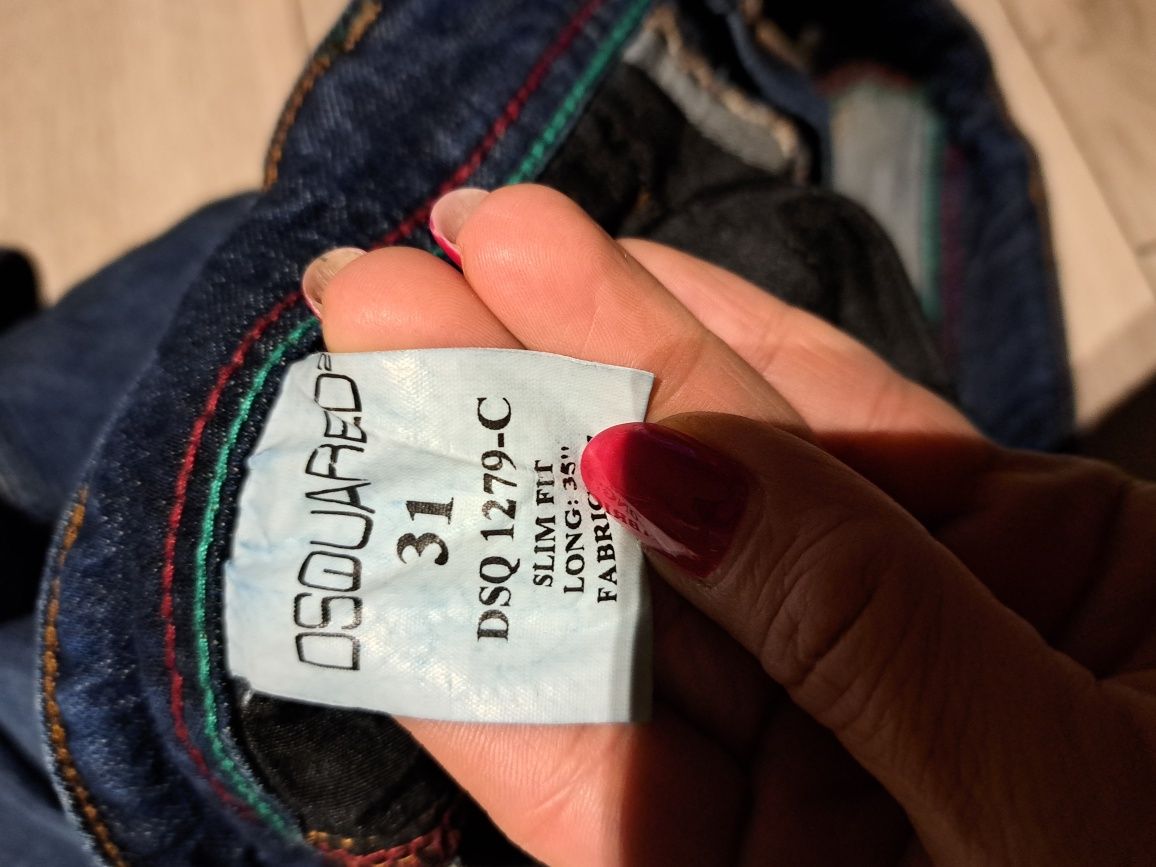 DSQUARED²
31
DSQ 1279-C
SLIM FIT
LONG: 35"